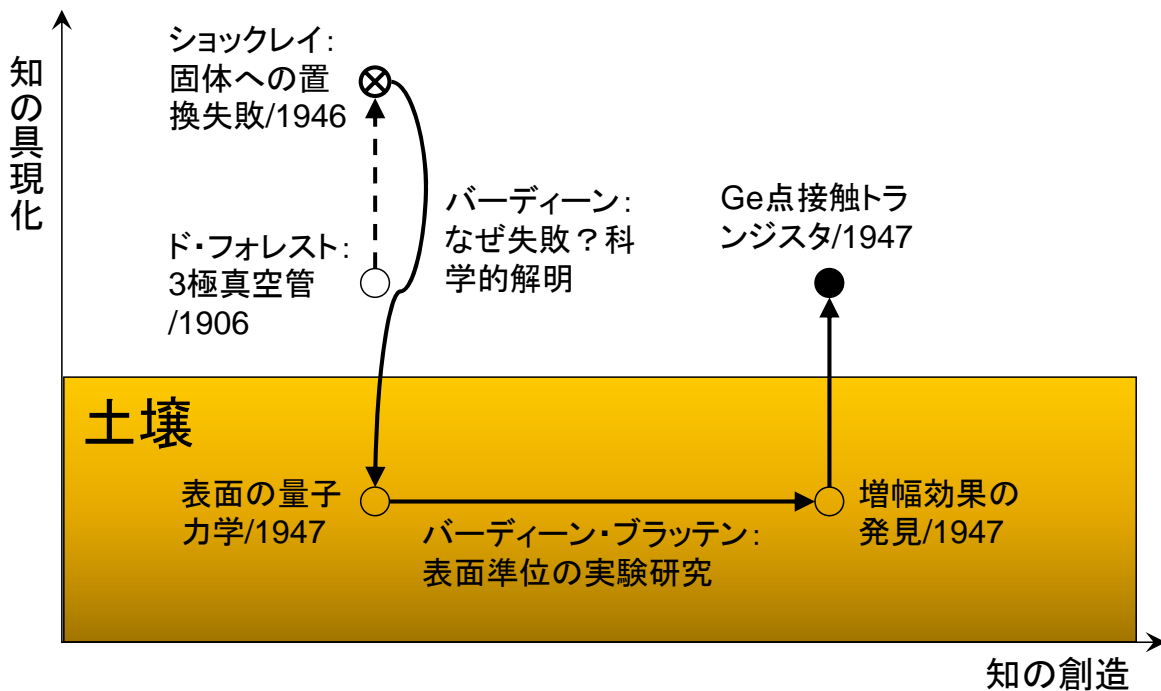 知の具現化
ショックレイ:
固体への置
換失敗/1946
ド・フォレスト:
3極真空管
/1906
バーディーン:
なぜ失敗？科
学的解明
Ge点接触トラ
ンジスタ/1947
土壌
表面の量子
力学/1947
バーディーン・ブラッテン:
表面準位の実験研究
増幅効果の
発見/1947
知の創造